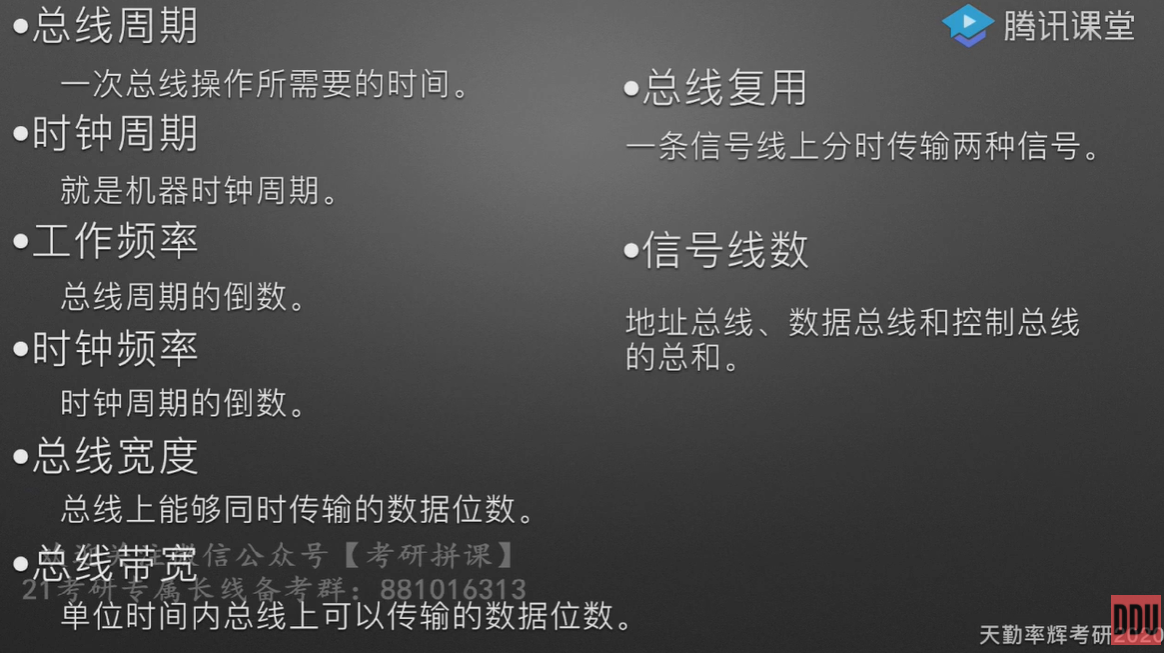 •总线周期
一次总线操作所需要的时间。
•时钟周期
就是机器时钟周期。
•工作频率
总线周期的倒数。
•时钟频率
时钟周期的倒数。
•总线宽度
总线上能够同时传输的数据位数。
欢迎关注微信公众号【考研拼课】
•总线带宽
21考研专属长线备考群：881016313
单位时间内总线上可以传输的数据位数。
腾讯课堂
•总线复用
一条信号线上分时传输两种信号。
•信号线数
地址总线、数据总线和控制总线
的总和。
天勤率辉考研2020